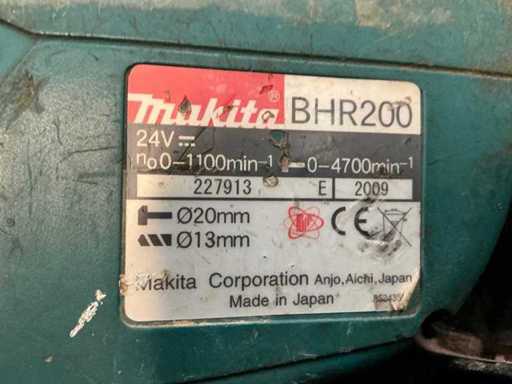 makita® BHR200
24V
n0 0-1100min-1 0-4700min-1
227913 E 2009
Ø20mm
Ø13mm
CE
Makita Corporation Anjo, Aichi, Japan
Made in Japan